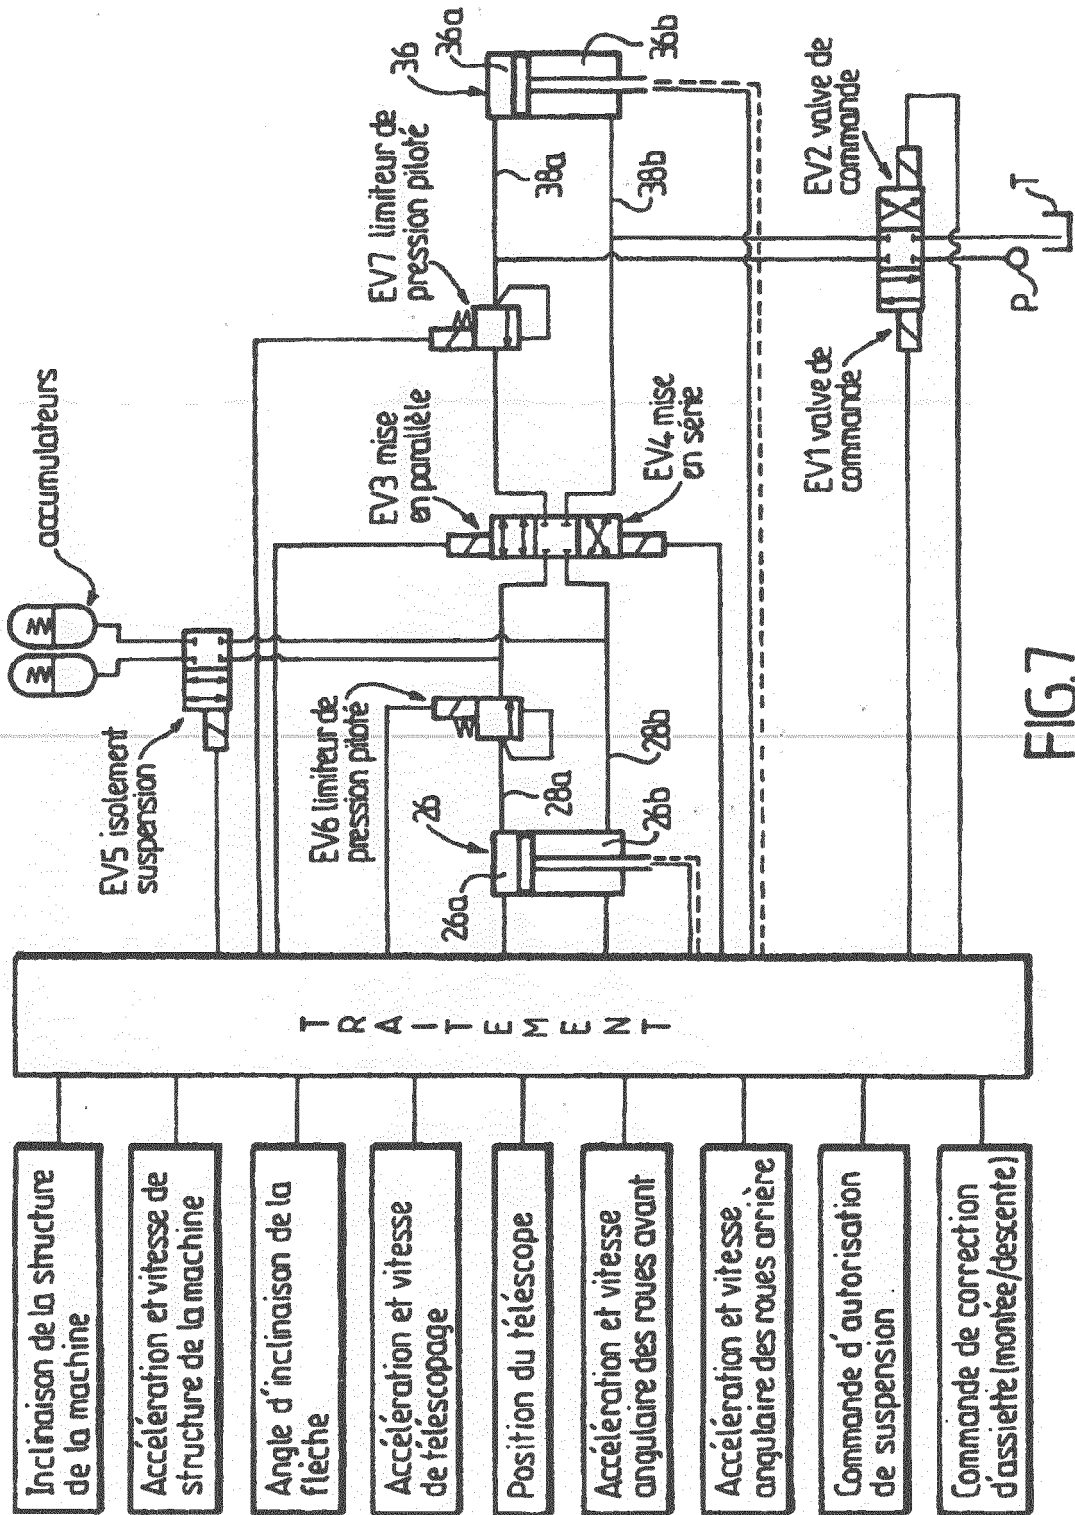 Inclinaison de la structure
de la machine
Accélération et vitesse de
structure de la machine
Angle d'inclinaison de la
flèche
Accélération et vitesse
de télescopage
Position du télescope
Accélération et vitesse
angulaire des roues avant
Accélération et vitesse
angulaire des roues arrière
Commande d'autorisation
de suspension
Commande de correction
d'assiette (montée/descente)
TRAITEMENT
EV5 isolement
suspension
accumulateurs
EV6 limiteur de
pression piloté
26
26a
26b
28a
28b
EV3 mise
en parallèle
EV4 mise
en série
EV7 limiteur de
pression piloté
36
36a
36b
38a
38b
EV1 valve de
commande
EV2 valve de
commande
P
T
FIG.7